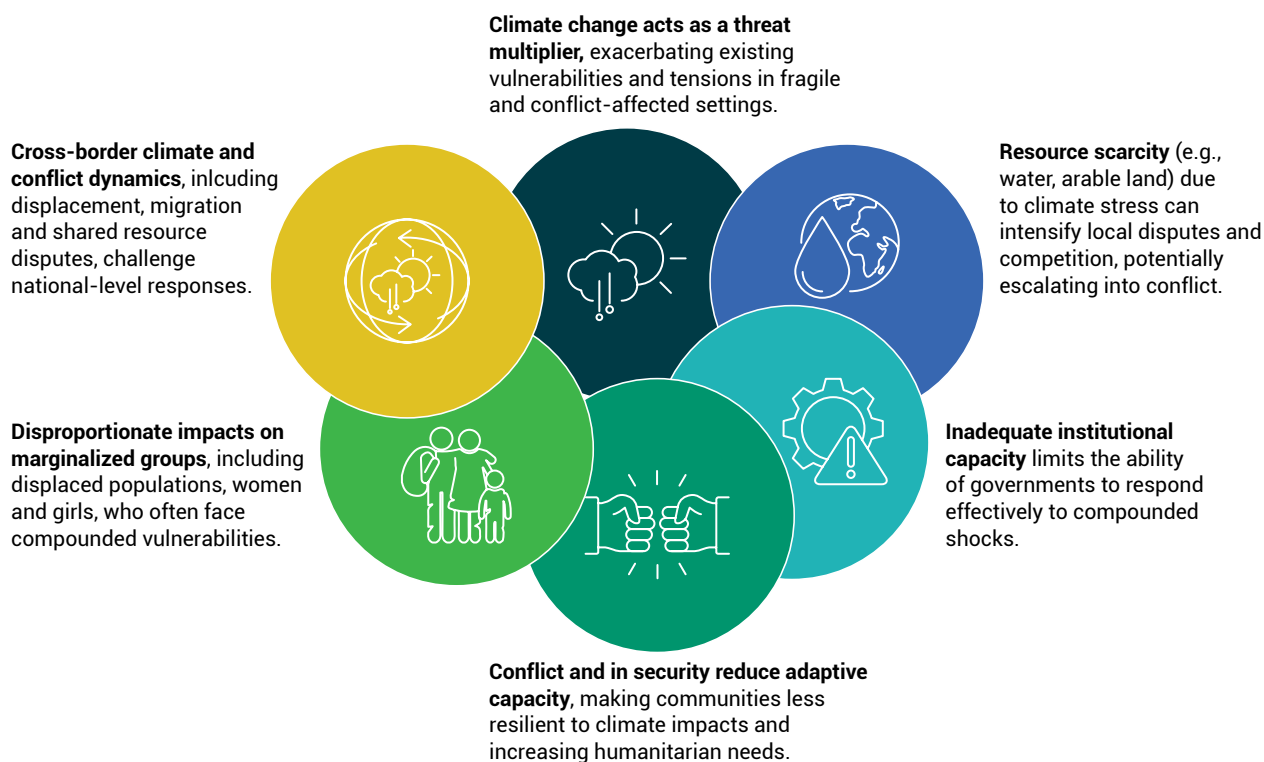 Climate change acts as a threat
multiplier, exacerbating existing
vulnerabilities and tensions in fragile
and conflict-affected settings.
Cross-border climate and
conflict dynamics, inlcuding
displacement, migration
and shared resource
disputes, challenge
national-level responses.
Resource scarcity (e.g.,
water, arable land) due
to climate stress can
intensify local disputes and
competition, potentially
escalating into conflict.
Disproportionate impacts on
marginalized groups, including
displaced populations, women
and girls, who often face
compounded vulnerabilities.
Inadequate institutional
capacity limits the ability
of governments to respond
effectively to compounded
shocks.
Conflict and in security reduce adaptive
capacity, making communities less
resilient to climate impacts and
increasing humanitarian needs.